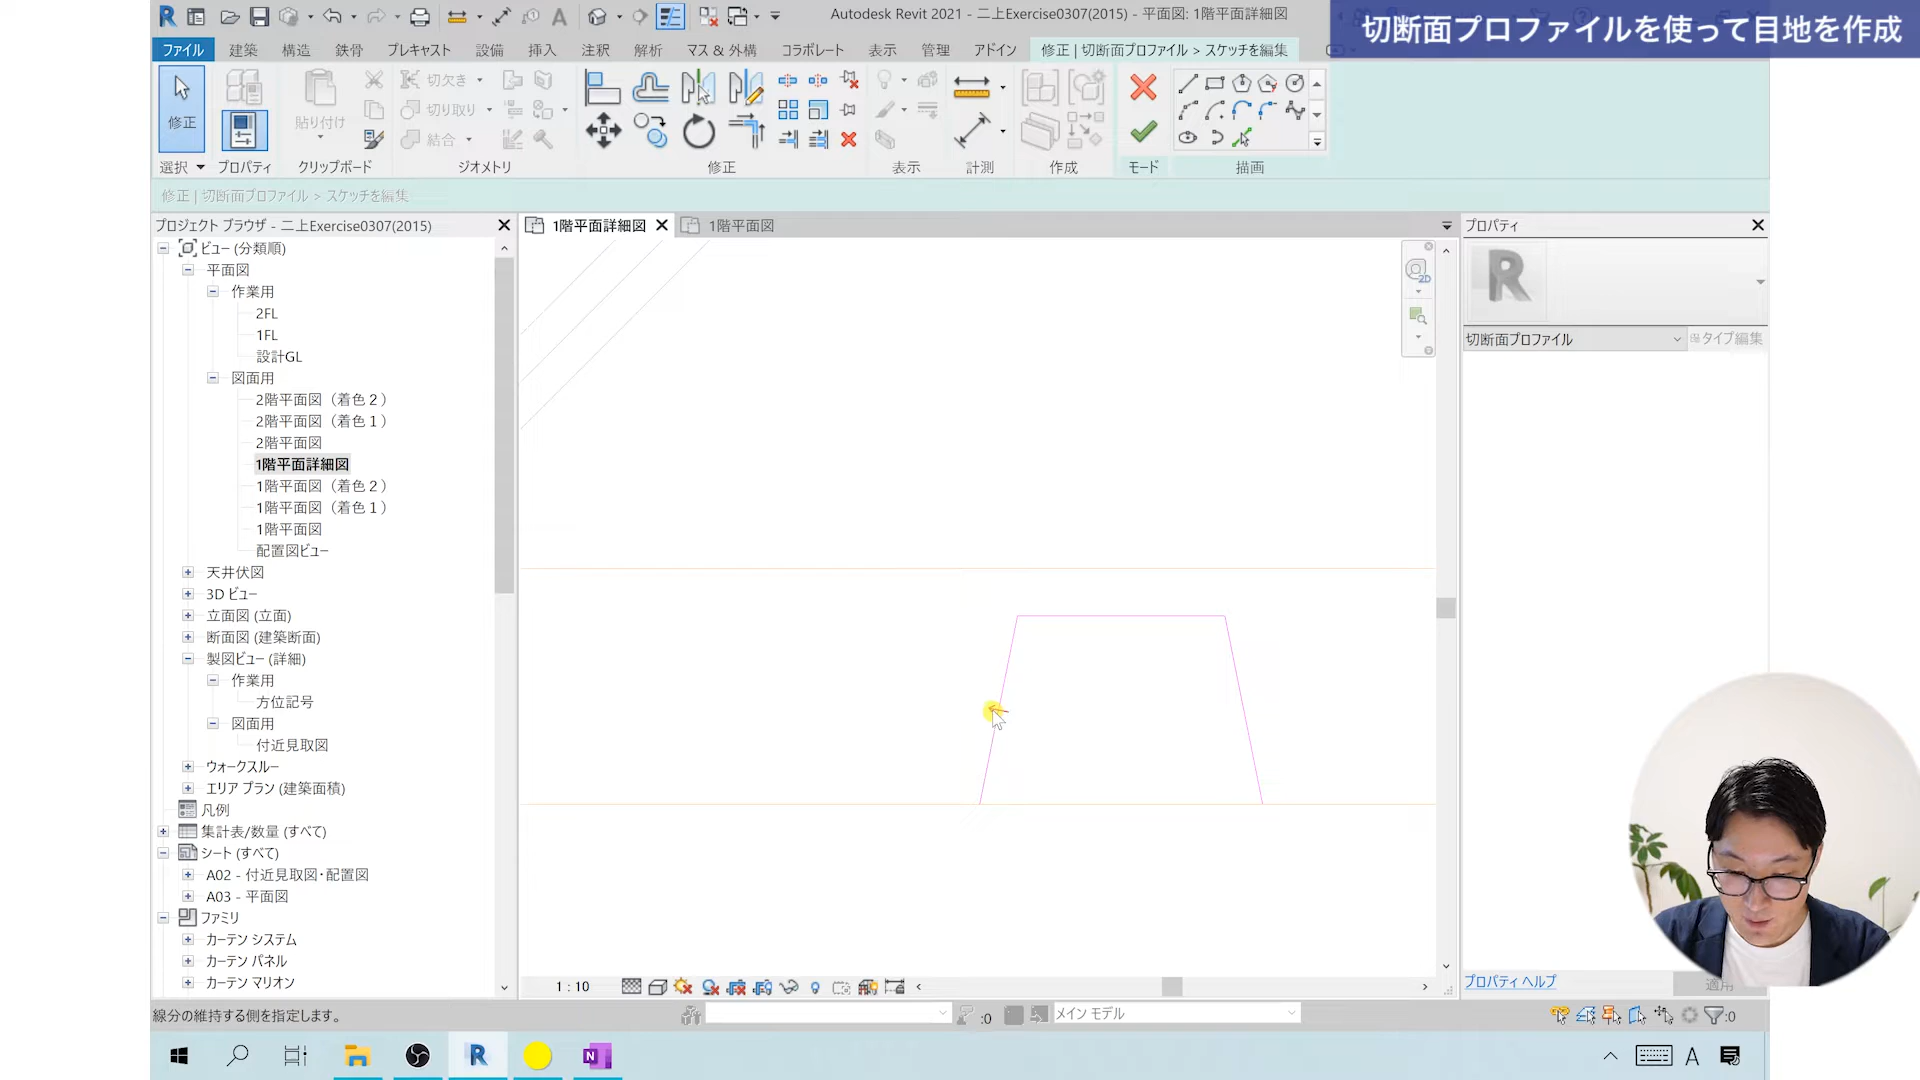 Autodesk Revit 2021 - 二上Exercise0307(2015) - 平面図: 1階平面詳細図
切断面プロファイルを使って目地を作成
ファイル 建築 構造 鉄骨 プレキャスト 設備 挿入 注釈 解析 マス & 外構 コラボレート 表示 管理 アドイン 修正 | 切断面プロファイル > スケッチを編集
修正
貼り付け
切欠き
切り取り
結合
選択 プロパティ クリップボード ジオメトリ 修正 表示 計測 作成 モード 描画
修正 | 切断面プロファイル > スケッチを編集
プロジェクト ブラウザ - 二上Exercise0307(2015)
1階平面詳細図 1階平面図
プロパティ
ビュー (分類順)
平面図
作業用
2FL
1FL
設計GL
図面用
2階平面図（着色２）
2階平面図（着色１）
2階平面図
1階平面詳細図
1階平面図（着色２）
1階平面図（着色１）
1階平面図
配置図ビュー
天井伏図
3D ビュー
立面図 (立面)
断面図 (建築断面)
製図ビュー (詳細)
作業用
方位記号
図面用
付近見取図
ウォークスルー
エリア プラン (建築面積)
凡例
集計表/数量 (すべて)
シート (すべて)
A02 - 付近見取図・配置図
A03 - 平面図
ファミリ
カーテン システム
カーテン パネル
カーテン マリオン
2D
R
切断面プロファイル タイプ編集
プロパティ ヘルプ
適用
1 : 10
線分の維持する側を指定します。
:0
メイン モデル
:0
R
N
A